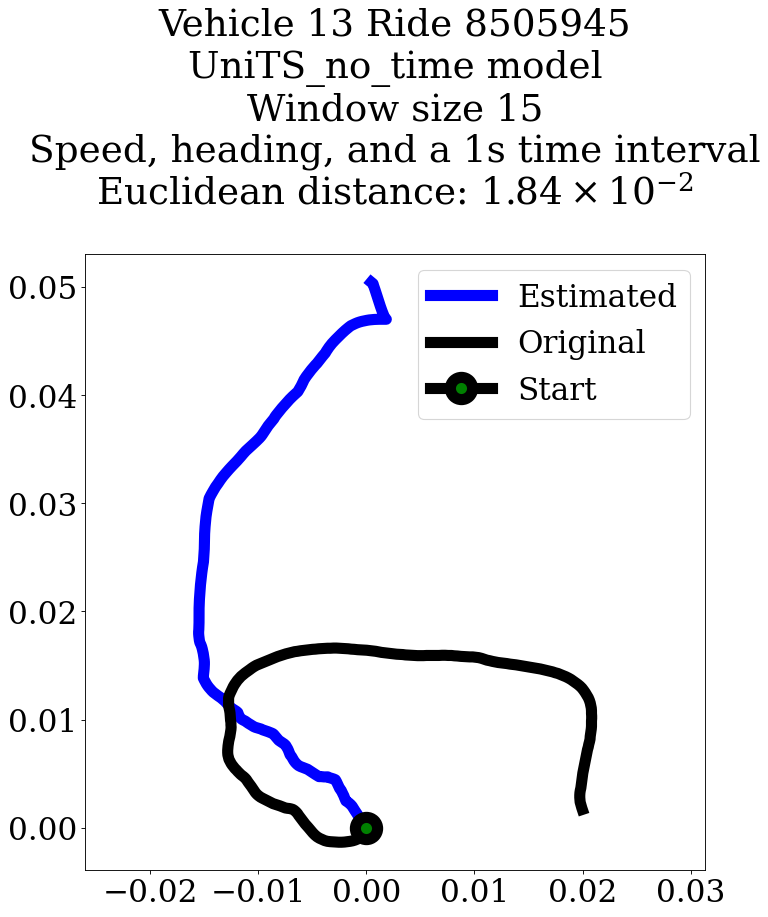 Vehicle 13 Ride 8505945
UniTS_no_time model
Window size 15
Speed, heading, and a 1s time interval
Euclidean distance: 1.84 × 10⁻²
Estimated
Original
Start
0.05
0.04
0.03
0.02
0.01
0.00
−0.02 −0.01 0.00 0.01 0.02 0.03